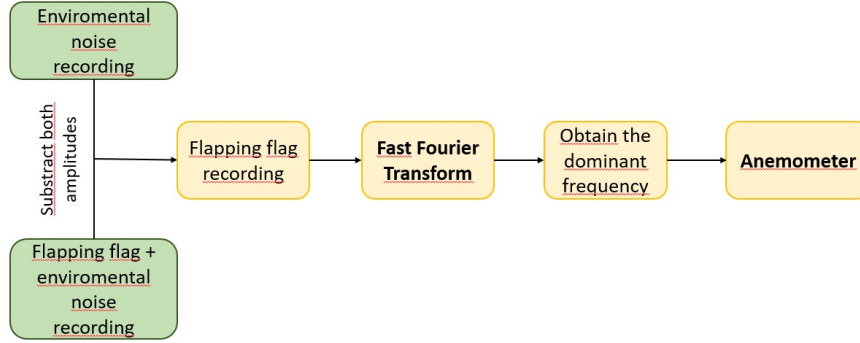 Enviromental
noise
recording
Substract both
amplitudes
Flapping flag
recording
Fast Fourier
Transform
Obtain the
dominant
frequency
Anemometer
Flapping flag +
enviromental
noise
recording